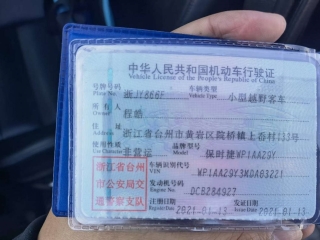 中华人民共和国机动车行驶证
Vehicle License of the People's Republic of China
号牌号码 浙JY866F 车辆类型 小型越野客车
Plate No. Vehicle Type
所有人 程皓
Owner
住址 浙江省台州市黄岩区院桥镇上岙村
Address
使用性质 非营运 品牌型号 保时捷WP1AA29Y
Use Character Model
浙江省台州
市公安局交
通警察支队
车辆识别代号
VIN
发动机号码
Engine No.
注册日期 2021-01-13 发证日期 2021-01-13
Register Date Issue Date